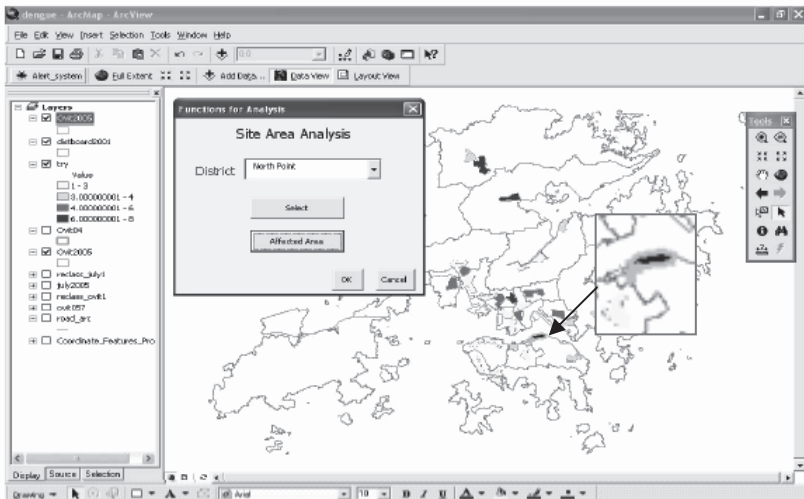 dengue - ArcMap - ArcView
File Edit View Insert Selection Tools Window Help
0.0
Alert_system Full Extent Add Data... Data View Layout View
Layers
Ovit2005
distboard2001
try
Value
1 - 3
3.000000001 - 4
4.000000001 - 6
6.000000001 - 8
Ovit04
Ovit2005
reclass_july1
july2005
reclass_ovit1
ovit057
road_arc
Coordinate_Features_Pro
Display Source Selection
Functions for Analysis
Site Area Analysis
District North Point
Select
Affected Area
OK Cancel
Tools
Drawing
Arial
10
B I U A